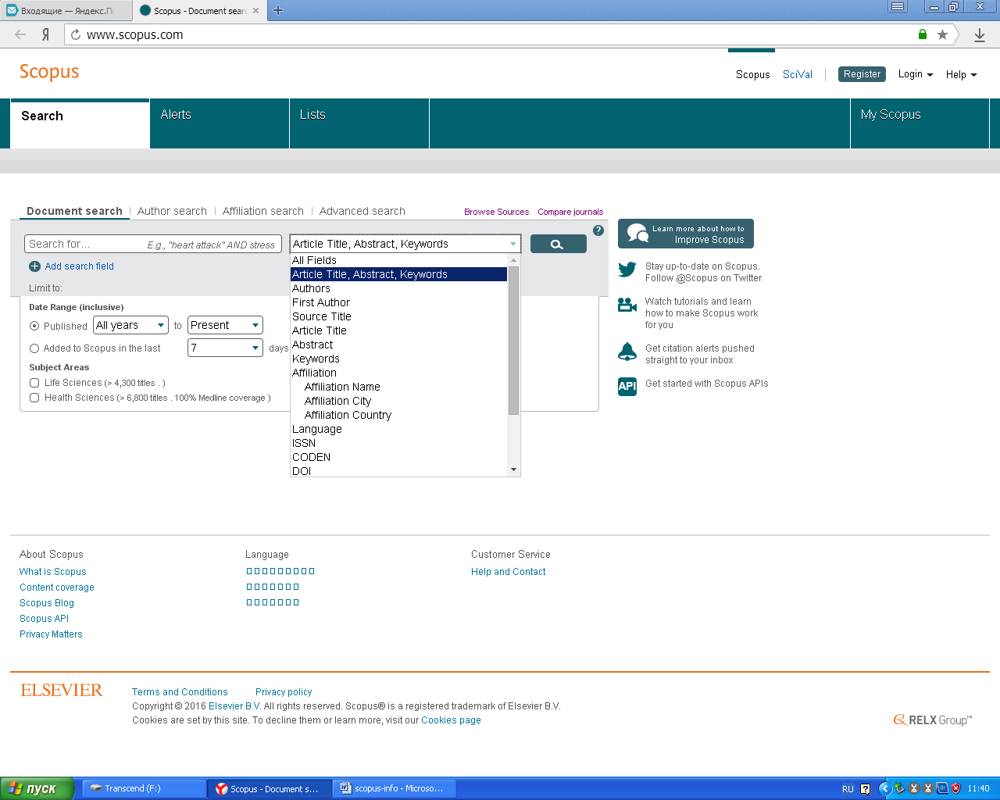 Входящие — Яндекс.По
Scopus - Document sear
www.scopus.com
Scopus
Scopus SciVal Register Login Help
Search Alerts Lists My Scopus
Document search Author search Affiliation search Advanced search Browse Sources Compare journals
Search for... E.g., "heart attack" AND stress
Article Title, Abstract, Keywords
?
Add search field
Limit to:
Date Range (inclusive)
Published All years to Present
Added to Scopus in the last 7 days
Subject Areas
Life Sciences (> 4,300 titles . )
Health Sciences (> 6,800 titles . 100% Medline coverage )
All Fields
Article Title, Abstract, Keywords
Authors
First Author
Source Title
Article Title
Abstract
Keywords
Affiliation
Affiliation Name
Affiliation City
Affiliation Country
Language
ISSN
CODEN
DOI
Learn more about how to
Improve Scopus
Stay up-to-date on Scopus.
Follow @Scopus on Twitter
Watch tutorials and learn
how to make Scopus work
for you
Get citation alerts pushed
straight to your inbox
API Get started with Scopus APIs
About Scopus
What is Scopus
Content coverage
Scopus Blog
Scopus API
Privacy Matters
Language
Customer Service
Help and Contact
ELSEVIER
Terms and Conditions Privacy policy
Copyright © 2016 Elsevier B.V. All rights reserved. Scopus® is a registered trademark of Elsevier B.V.
Cookies are set by this site. To decline them or learn more, visit our Cookies page
RELX Group™
пуск Transcend (F:) Scopus - Document s... scopus-info - Microso... RU 11:40